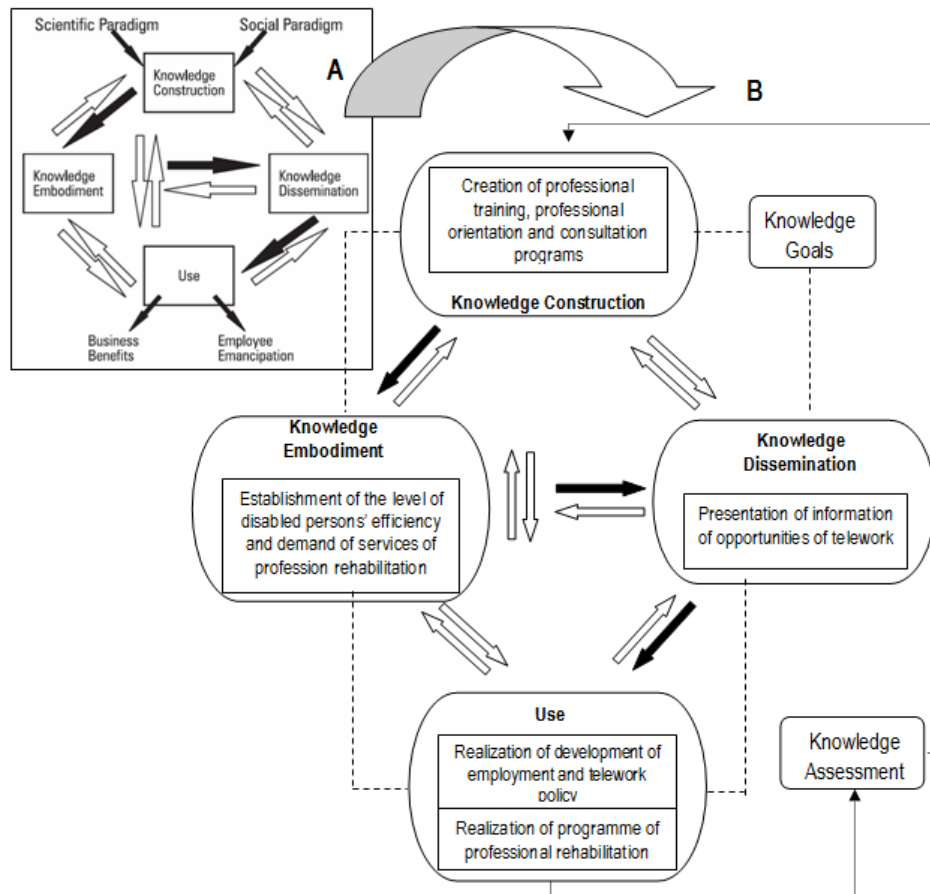 Scientific Paradigm
Social Paradigm
Knowledge
Construction
Knowledge
Embodiment
Knowledge
Dissemination
Use
Business
Benefits
Employee
Emancipation
A
B
Creation of professional
training, professional
orientation and consultation
programs
Knowledge Construction
Knowledge
Goals
Knowledge
Embodiment
Establishment of the level of
disabled persons’ efficiency
and demand of services of
profession rehabilitation
Knowledge
Dissemination
Presentation of information
of opportunities of telework
Use
Realization of development of
employment and telework
policy
Realization of programme of
professional rehabilitation
Knowledge
Assessment